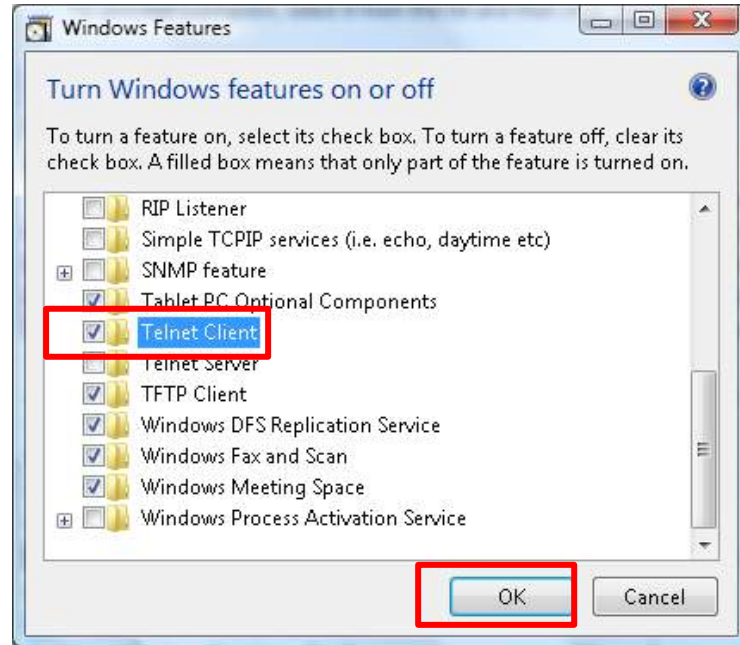 Windows Features
Turn Windows features on or off
To turn a feature on, select its check box. To turn a feature off, clear its
check box. A filled box means that only part of the feature is turned on.
RIP Listener
Simple TCPIP services (i.e. echo, daytime etc)
SNMP feature
Tablet PC Optional Components
Telnet Client
Telnet Server
TFTP Client
Windows DFS Replication Service
Windows Fax and Scan
Windows Meeting Space
Windows Process Activation Service
OK Cancel